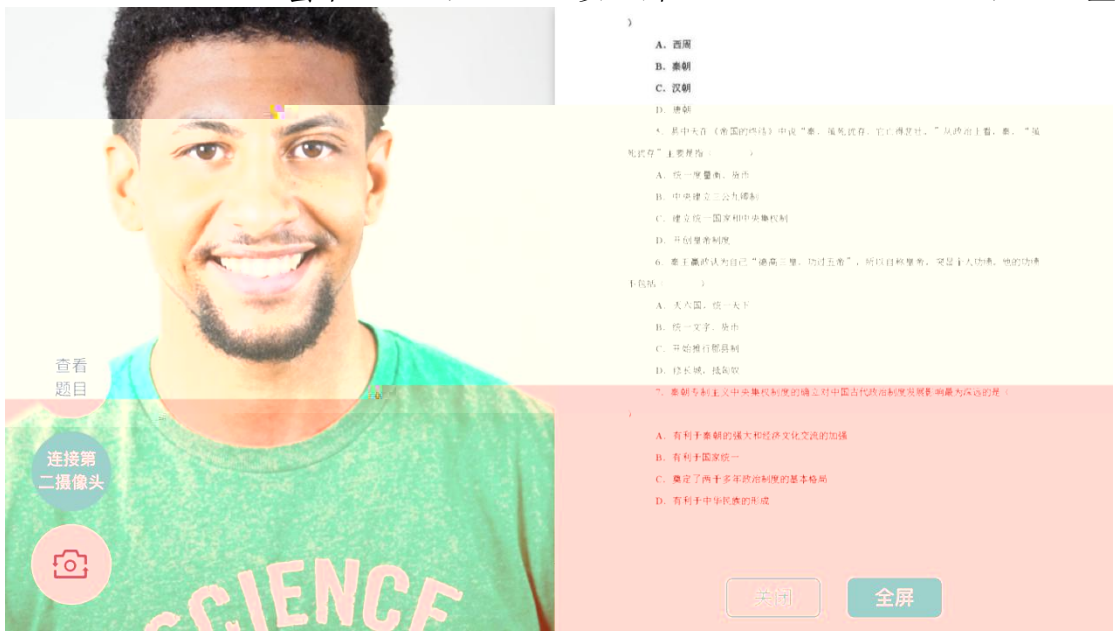 查看
题目
连接第
二摄像头
SCIENCE
）
A、西周
B、秦朝
C、汉朝
D、唐朝
中天在《帝国的终结》中说“秦，虽死犹存。它 ”从政治上看，秦，“虽
死犹存”主要是指（ ）
A、统一度量衡、货币
B、中央建立三公九卿制
C、建立统一国家和中央集权制
D、开创皇帝制度
6、秦王嬴政认为自己“德高三皇，功过五帝”，所以自称皇帝，突显个人功绩，他的功绩
不包括（ ）
A、灭六国，统一天下
B、统一文字、货币
C、开始推行郡县制
D、修长城，抵匈奴
7、秦朝专制主义中央集权制度的确立对中国古代政治制度发展影响最为深远的是（
）
A、有利于秦朝的强大和经济文化交流的加强
B、有利于国家统一
C、奠定了两千多年政治制度的基本格局
D、有利于中华民族的形成
关闭
全屏